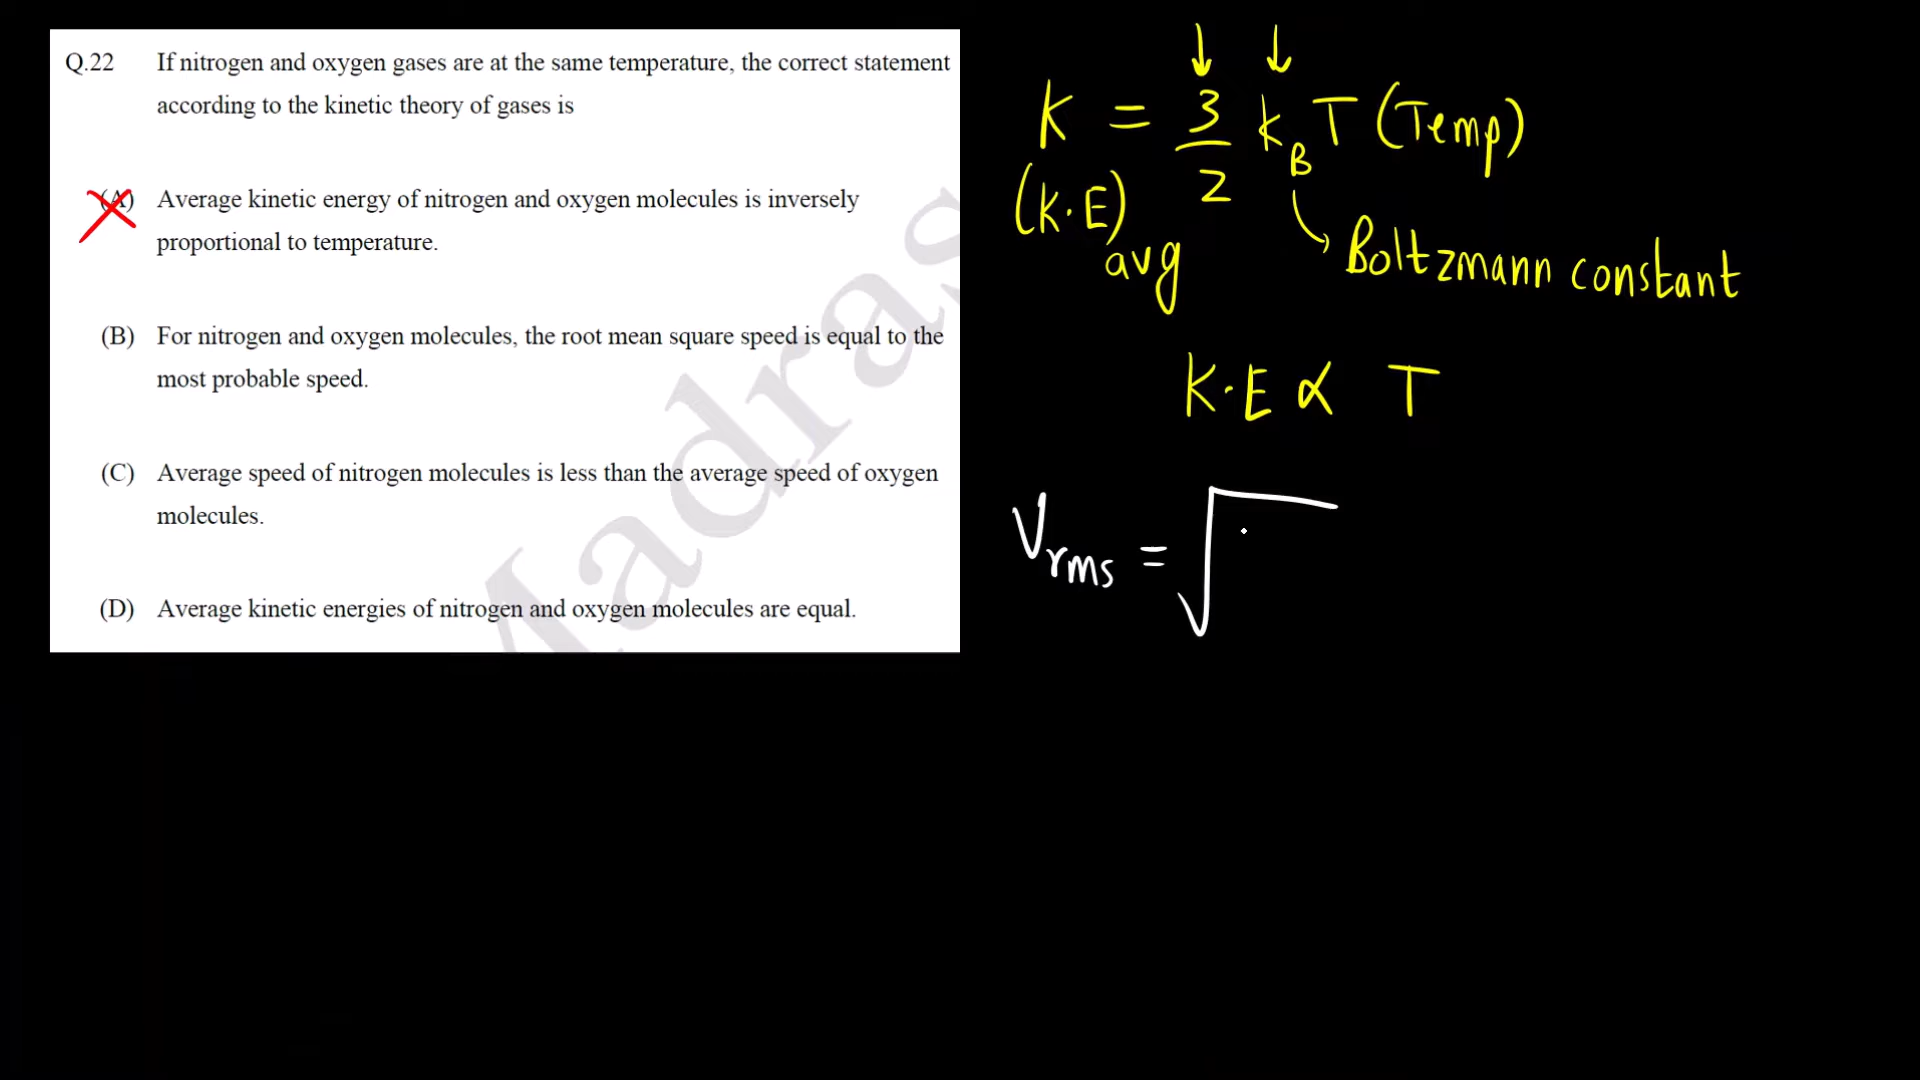 Q.22 If nitrogen and oxygen gases are at the same temperature, the correct statement
according to the kinetic theory of gases is
(A) Average kinetic energy of nitrogen and oxygen molecules is inversely
proportional to temperature.
(B) For nitrogen and oxygen molecules, the root mean square speed is equal to the
most probable speed.
(C) Average speed of nitrogen molecules is less than the average speed of oxygen
molecules.
(D) Average kinetic energies of nitrogen and oxygen molecules are equal.
Madras
K = 3/2 k_B T (Temp)
(K.E)avg
Boltzmann constant
K.E ∝ T
Vrms = √